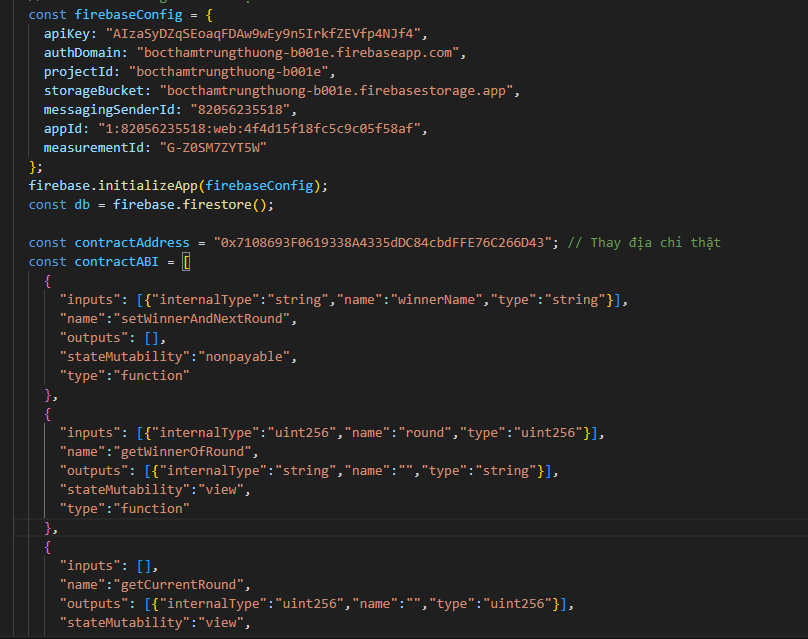 const firebaseConfig = {
apiKey: "AIzaSyDZqSEoaqFDAw9wEy9n5IrkfZEVfp4NJf4",
authDomain: "bocthamtrungthuong-b001e.firebaseapp.com",
projectId: "bocthamtrungthuong-b001e",
storageBucket: "bocthamtrungthuong-b001e.firebasestorage.app",
messagingSenderId: "82056235518",
appId: "1:82056235518:web:4f4d15f18fc5c9c05f58af",
measurementId: "G-Z0SM7ZYT5W"
};
firebase.initializeApp(firebaseConfig);
const db = firebase.firestore();
const contractAddress = "0x7108693F0619338A4335dDC84cbdFFE76C266D43"; // Thay địa chỉ thật
const contractABI = [
{
"inputs": [{"internalType":"string","name":"winnerName","type":"string"}],
"name":"setWinnerAndNextRound",
"outputs": [],
"stateMutability":"nonpayable",
"type":"function"
},
{
"inputs": [{"internalType":"uint256","name":"round","type":"uint256"}],
"name":"getWinnerOfRound",
"outputs": [{"internalType":"string","name":"","type":"string"}],
"stateMutability":"view",
"type":"function"
},
{
"inputs": [],
"name":"getCurrentRound",
"outputs": [{"internalType":"uint256","name":"","type":"uint256"}],
"stateMutability":"view",